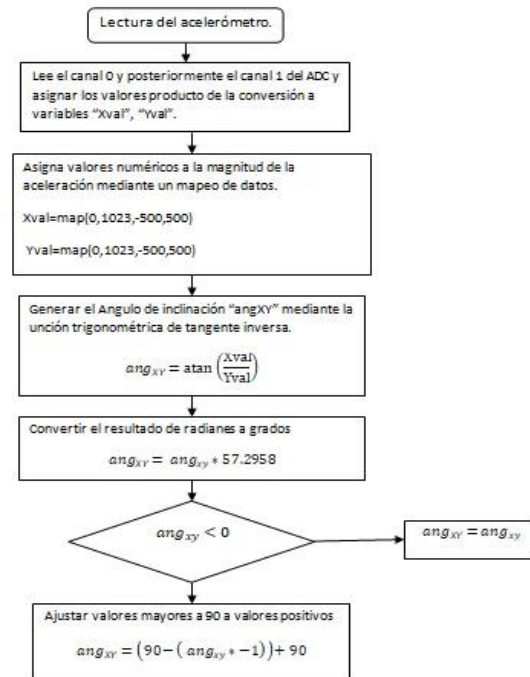 Lectura del acelerómetro.
Lee el canal 0 y posteriormente el canal 1 del ADC y
asignar los valores producto de la conversión a
variables “Xval”, “Yval”.
Asigna valores numéricos a la magnitud de la
aceleración mediante un mapeo de datos.
Xval=map(0,1023,-500,500)
Yval=map(0,1023,-500,500)
Generar el Angulo de inclinación “angXY” mediante la
unción trigonométrica de tangente inversa.
ang_XY = atan (Xval/Yval)
Convertir el resultado de radianes a grados
ang_XY = ang_xy * 57.2958
ang_xy < 0
ang_XY = ang_xy
Ajustar valores mayores a 90 a valores positivos
ang_XY = (90−( ang_xy * −1))+ 90